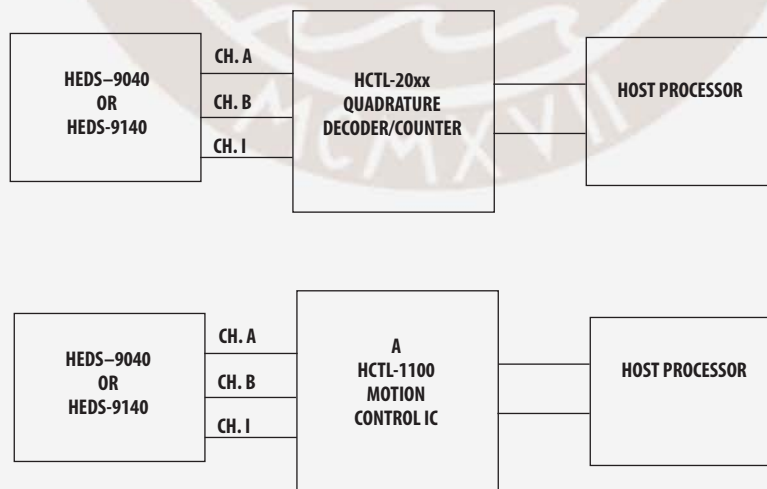 HEDS–9040
OR
HEDS-9140
CH. A
CH. B
CH. I
HCTL-20xx
QUADRATURE
DECODER/COUNTER
HOST PROCESSOR
MCMXVII
HEDS–9040
OR
HEDS-9140
CH. A
CH. B
CH. I
A
HCTL-1100
MOTION
CONTROL IC
HOST PROCESSOR